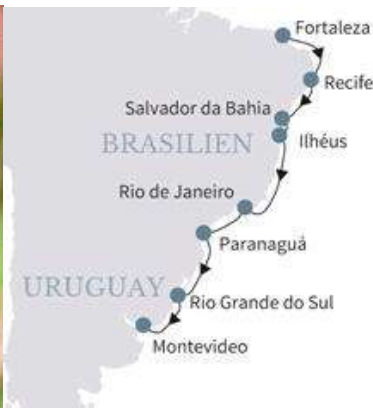 Fortaleza
Recife
Salvador da Bahia
BRASILIEN
Ilhéus
Rio de Janeiro
Paranaguá
URUGUAY
Rio Grande do Sul
Montevideo